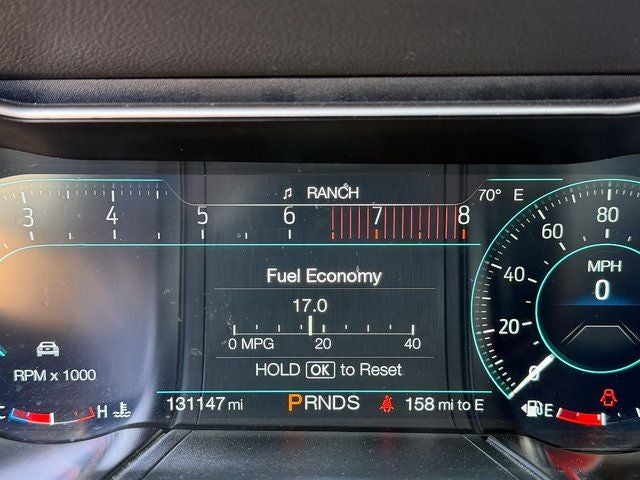 ♫ RANCH
70° E
3 4 5 6 7 8
80
60
40
20
0
MPH
0
Fuel Economy
17.0
0 MPG 20 40
HOLD OK to Reset
RPM x 1000
131147 mi
PRNDS
158 mi to E
C H
E